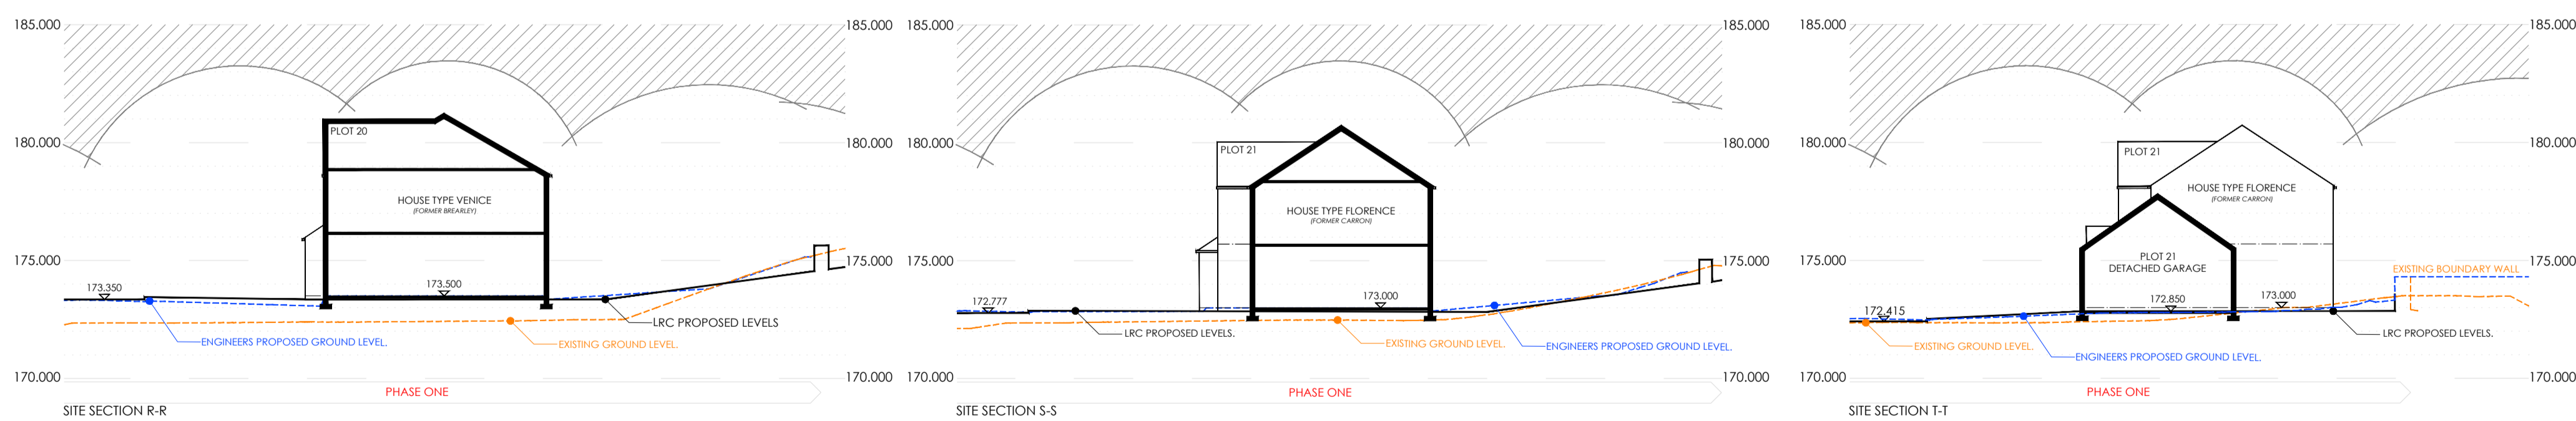 185.000
185.000
PLOT 20
180.000
180.000
HOUSE TYPE VENICE
(FORMER BREARLEY)
175.000
175.000
173.350
173.500
LRC PROPOSED LEVELS
ENGINEERS PROPOSED GROUND LEVEL.
EXISTING GROUND LEVEL.
170.000
170.000
PHASE ONE
SITE SECTION R-R
185.000
185.000
180.000
180.000
PLOT 21
HOUSE TYPE FLORENCE
(FORMER CARRON)
175.000
175.000
172.777
173.000
LRC PROPOSED LEVELS.
EXISTING GROUND LEVEL.
ENGINEERS PROPOSED GROUND LEVEL.
170.000
170.000
PHASE ONE
SITE SECTION S-S
185.000
185.000
180.000
180.000
PLOT 21
HOUSE TYPE FLORENCE
(FORMER CARRON)
PLOT 21
DETACHED GARAGE
175.000
175.000
EXISTING BOUNDARY WALL
172.415
172.850
173.000
LRC PROPOSED LEVELS.
EXISTING GROUND LEVEL.
ENGINEERS PROPOSED GROUND LEVEL.
170.000
170.000
PHASE ONE
SITE SECTION T-T